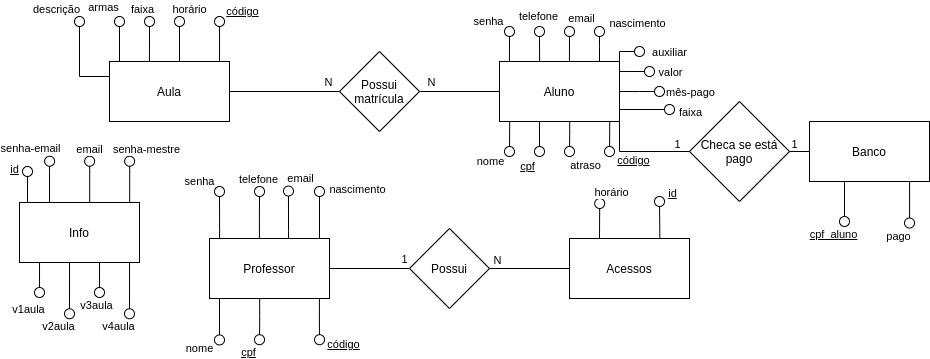 descrição
armas
faixa
horário
código
Aula
N
Possui
matrícula
N
senha
telefone
email
nascimento
auxiliar
valor
mês-pago
faixa
Aluno
nome
cpf
atraso
código
1
Checa se está
pago
1
Banco
cpf_aluno
pago
senha-email
id
email
senha-mestre
Info
v1aula
v2aula
v3aula
v4aula
senha
telefone
email
nascimento
Professor
nome
cpf
código
1
Possui
N
horário
id
Acessos